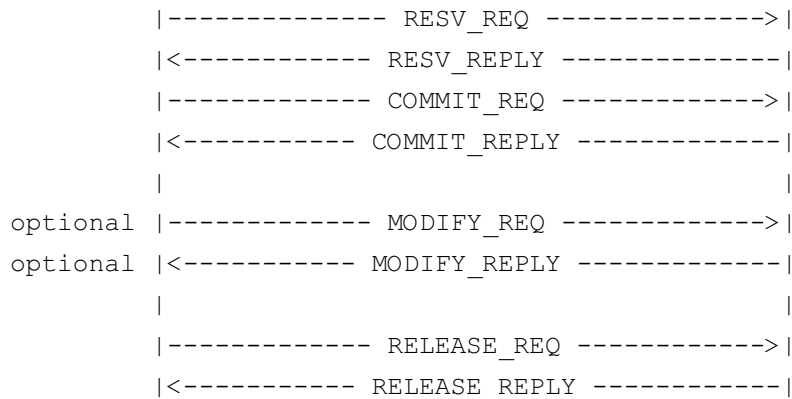 |-------------- RESV_REQ -------------->|
|<------------ RESV_REPLY --------------|
|------------- COMMIT_REQ ------------->|
|<----------- COMMIT_REPLY -------------|
| |
optional |------------- MODIFY_REQ ------------->|
optional |<----------- MODIFY_REPLY -------------|
| |
|------------- RELEASE_REQ ------------>|
|<----------- RELEASE REPLY ------------|